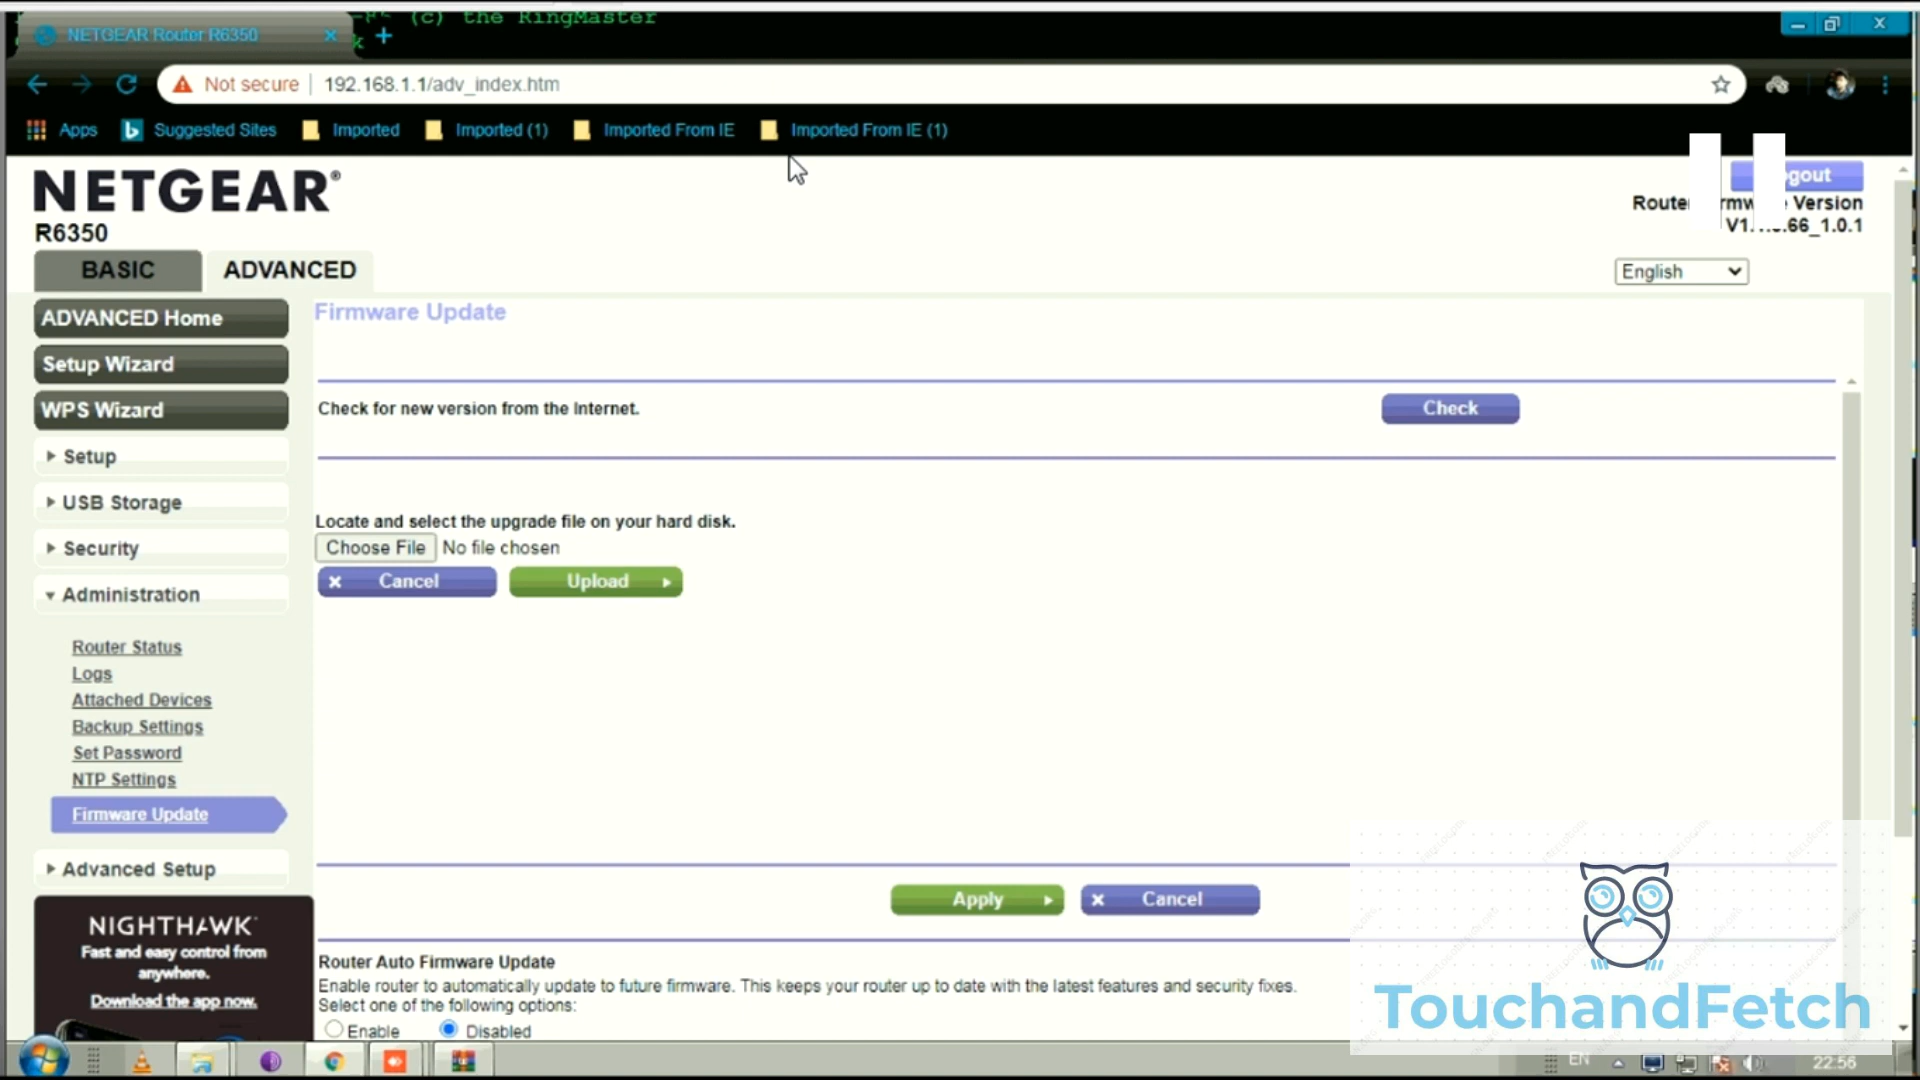 (c) the RingMaster
NETGEAR Router R6350
Not secure | 192.168.1.1/adv_index.htm
Apps Suggested Sites Imported Imported (1) Imported From IE Imported From IE (1)
NETGEAR®
R6350
gout
Version
66_1.0.1
BASIC ADVANCED
English
ADVANCED Home
Setup Wizard
WPS Wizard
Setup
USB Storage
Security
Administration
Router Status
Logs
Attached Devices
Backup Settings
Set Password
NTP Settings
Firmware Update
Advanced Setup
NIGHTHAWK
Fast and easy control from
anywhere.
Download the app now.
Firmware Update
Check for new version from the Internet. Check
Locate and select the upgrade file on your hard disk.
Choose File No file chosen
Cancel Upload
Apply Cancel
Router Auto Firmware Update
Enable router to automatically update to future firmware. This keeps your router up to date with the latest features and security fixes.
Select one of the following options:
Enable Disabled
TouchandFetch
EN 22:56